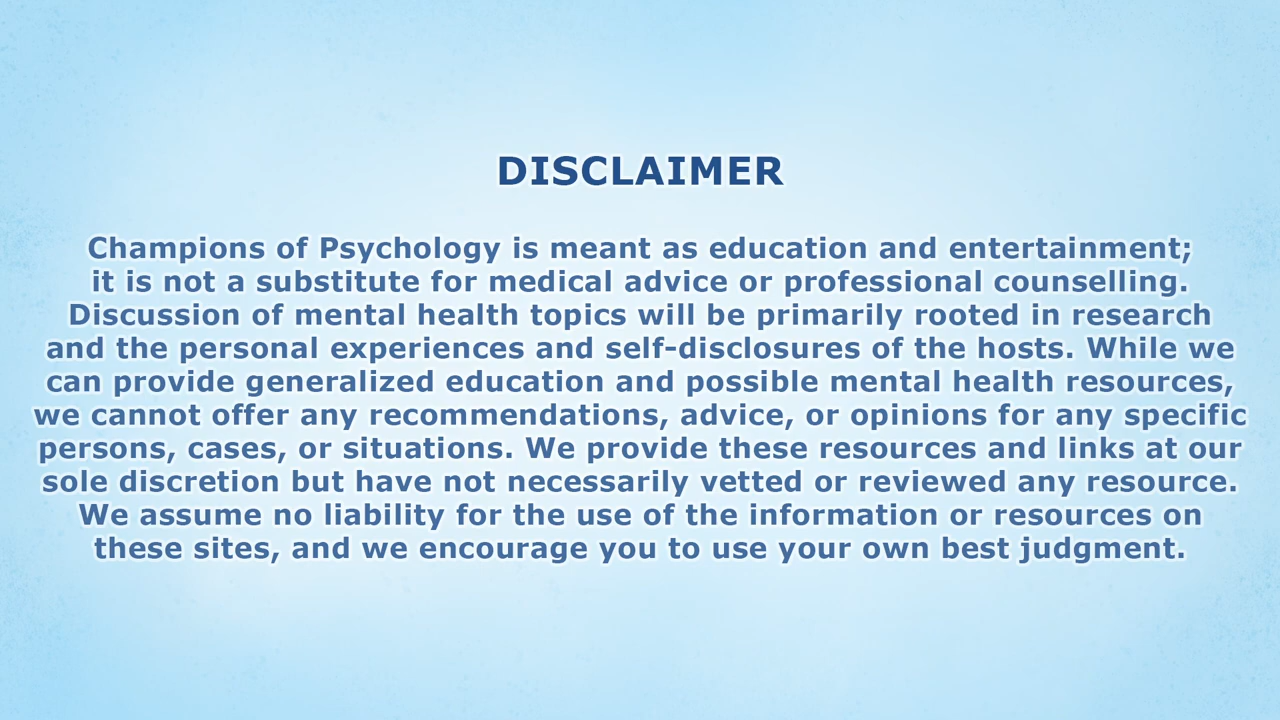 DISCLAIMER
Champions of Psychology is meant as education and entertainment;
it is not a substitute for medical advice or professional counselling.
Discussion of mental health topics will be primarily rooted in research
and the personal experiences and self-disclosures of the hosts. While we
can provide generalized education and possible mental health resources,
we cannot offer any recommendations, advice, or opinions for any specific
persons, cases, or situations. We provide these resources and links at our
sole discretion but have not necessarily vetted or reviewed any resource.
We assume no liability for the use of the information or resources on
these sites, and we encourage you to use your own best judgment.